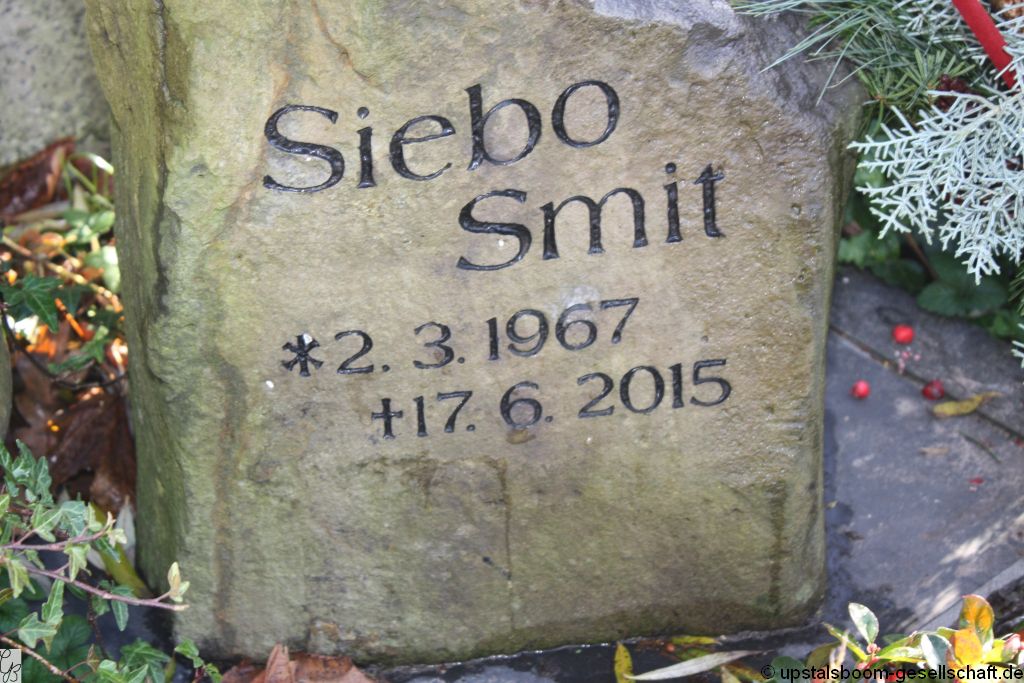 Siebo
Smit
* 2. 3. 1967
† 17. 6. 2015
© upstalsboom-gesellschaft.de